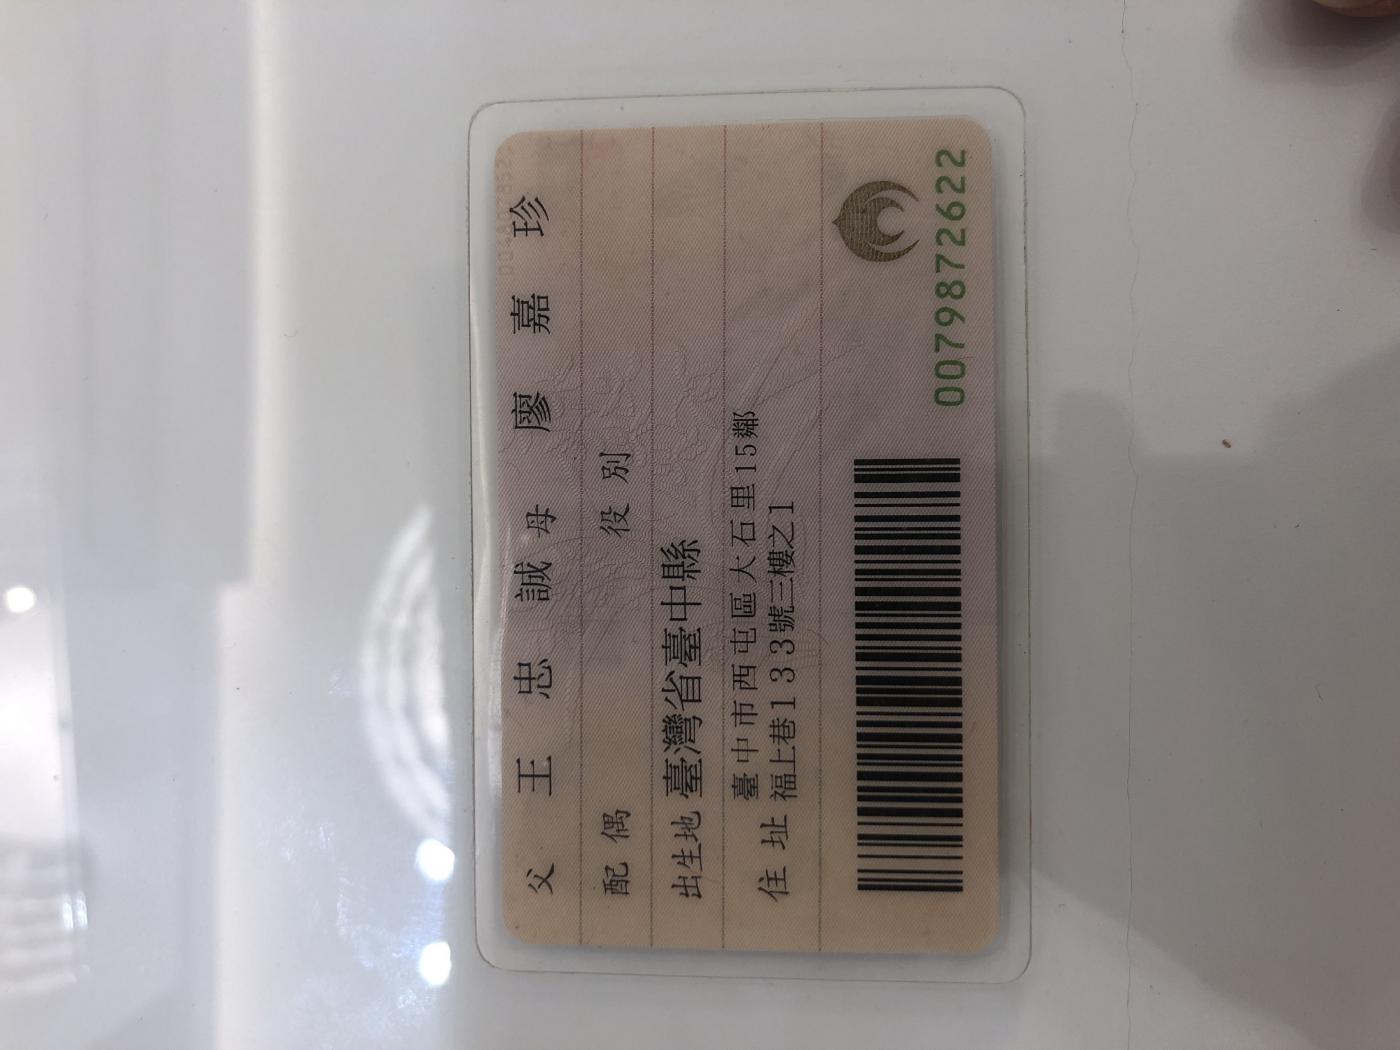 父 王忠誠 母 廖嘉珍
配偶 役別
出生地 臺灣省臺中縣
住址 臺中市西屯區大石里15鄰
福上巷133號三樓之1
0079872622